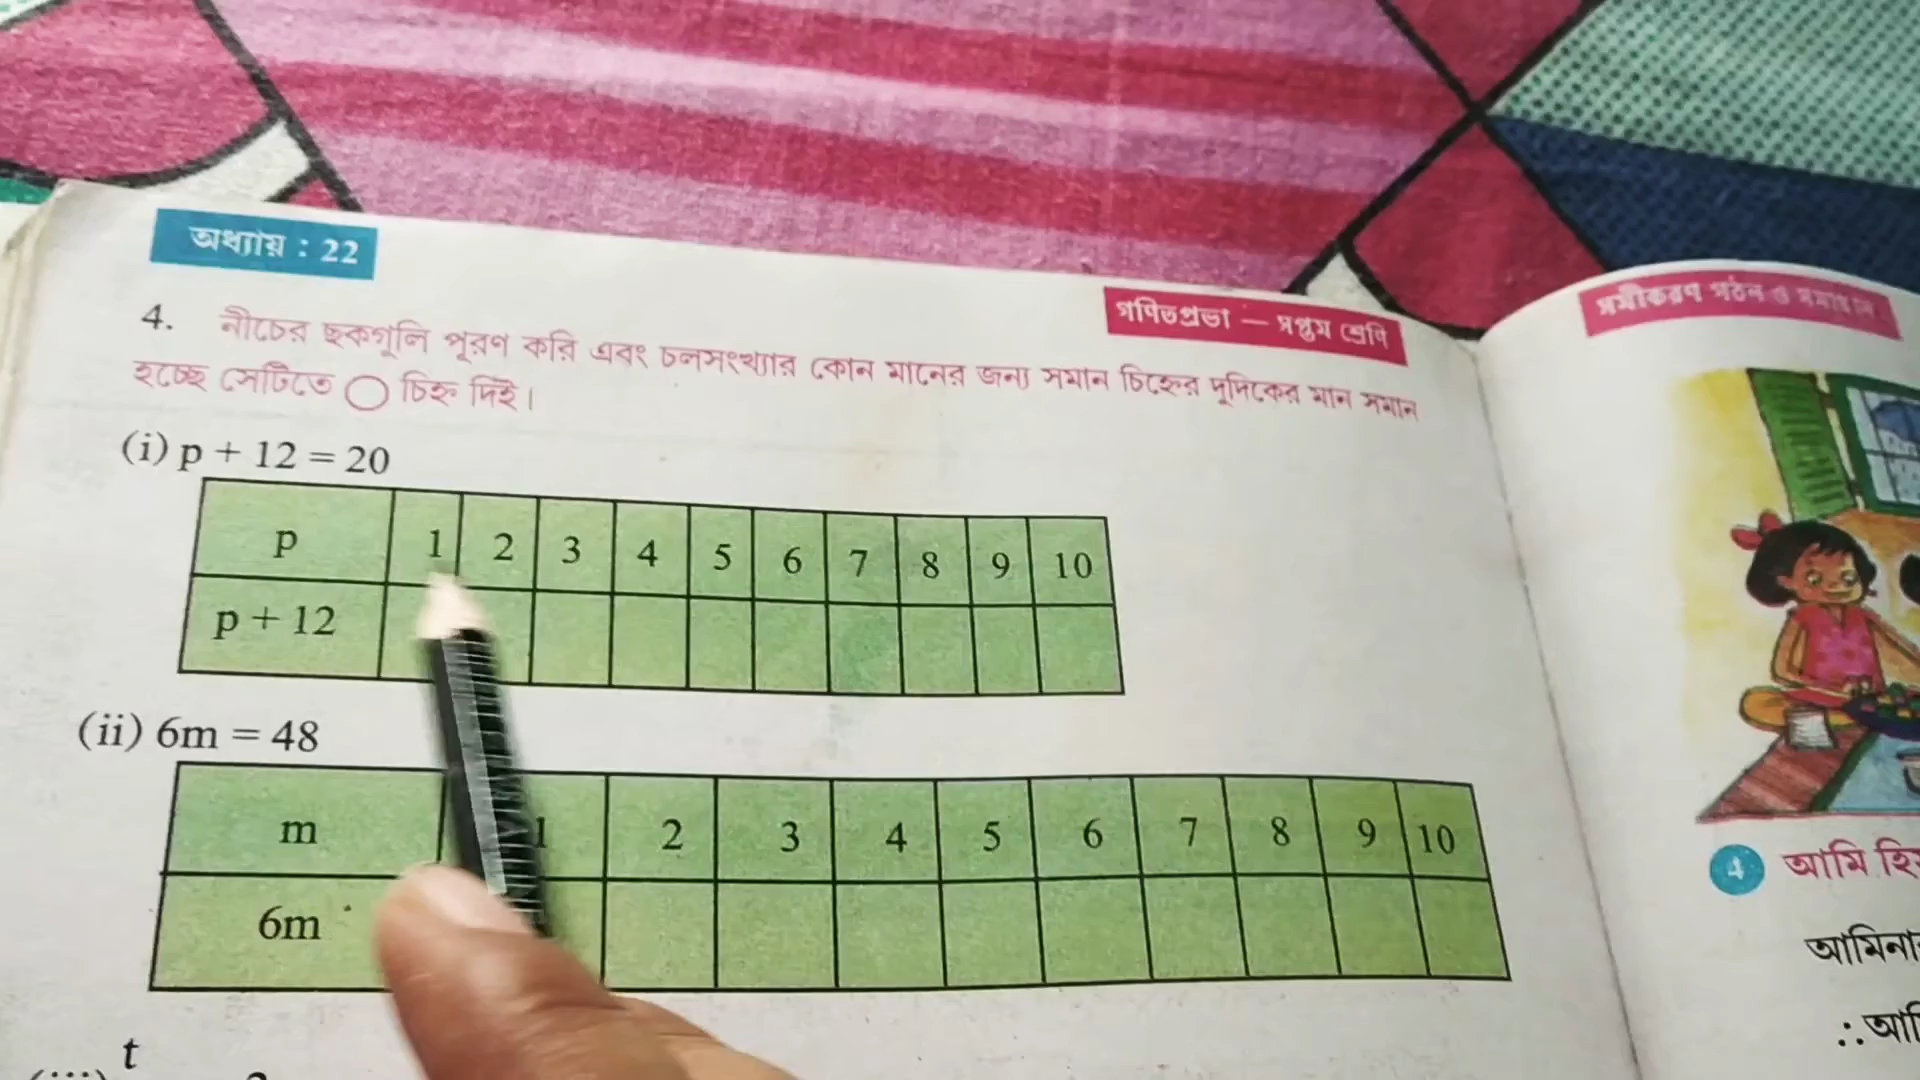 অধ্যায় : 22
গণিতপ্রভা — সপ্তম শ্রেণি
4. নীচের ছকগুলি পূরণ করি এবং চলসংখ্যার কোন মানের জন্য সমান চিহ্নের দুদিকের মান সমান
হচ্ছে সেটিতে ◯ চিহ্ন দিই।
(i) p + 12 = 20
p 1 2 3 4 5 6 7 8 9 10
p + 12
(ii) 6m = 48
m 1 2 3 4 5 6 7 8 9 10
6m
t
সমীকরণ গঠন ও সমাধান
4 আমি